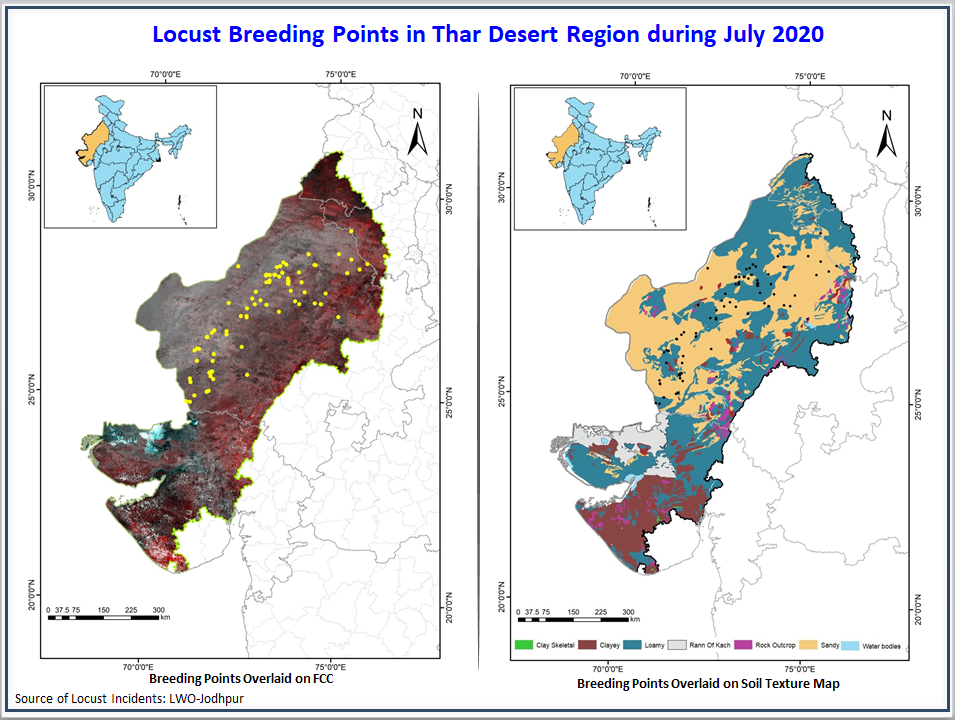 Locust Breeding Points in Thar Desert Region during July 2020
70°0'0"E 75°0'0"E
N
30°0'0"N 30°0'0"N
25°0'0"N 25°0'0"N
20°0'0"N 20°0'0"N
0 37.5 75 150 225 300
km
70°0'0"E 75°0'0"E
Breeding Points Overlaid on FCC
70°0'0"E 75°0'0"E
N
30°0'0"N 30°0'0"N
25°0'0"N 25°0'0"N
20°0'0"N 20°0'0"N
0 37.5 75 150 225 300
km
Clay Skeletal Clayey Loamy Rann Of Kach Rock Outcrop Sandy Water bodies
70°0'0"E 75°0'0"E
Breeding Points Overlaid on Soil Texture Map
Source of Locust Incidents: LWO-Jodhpur